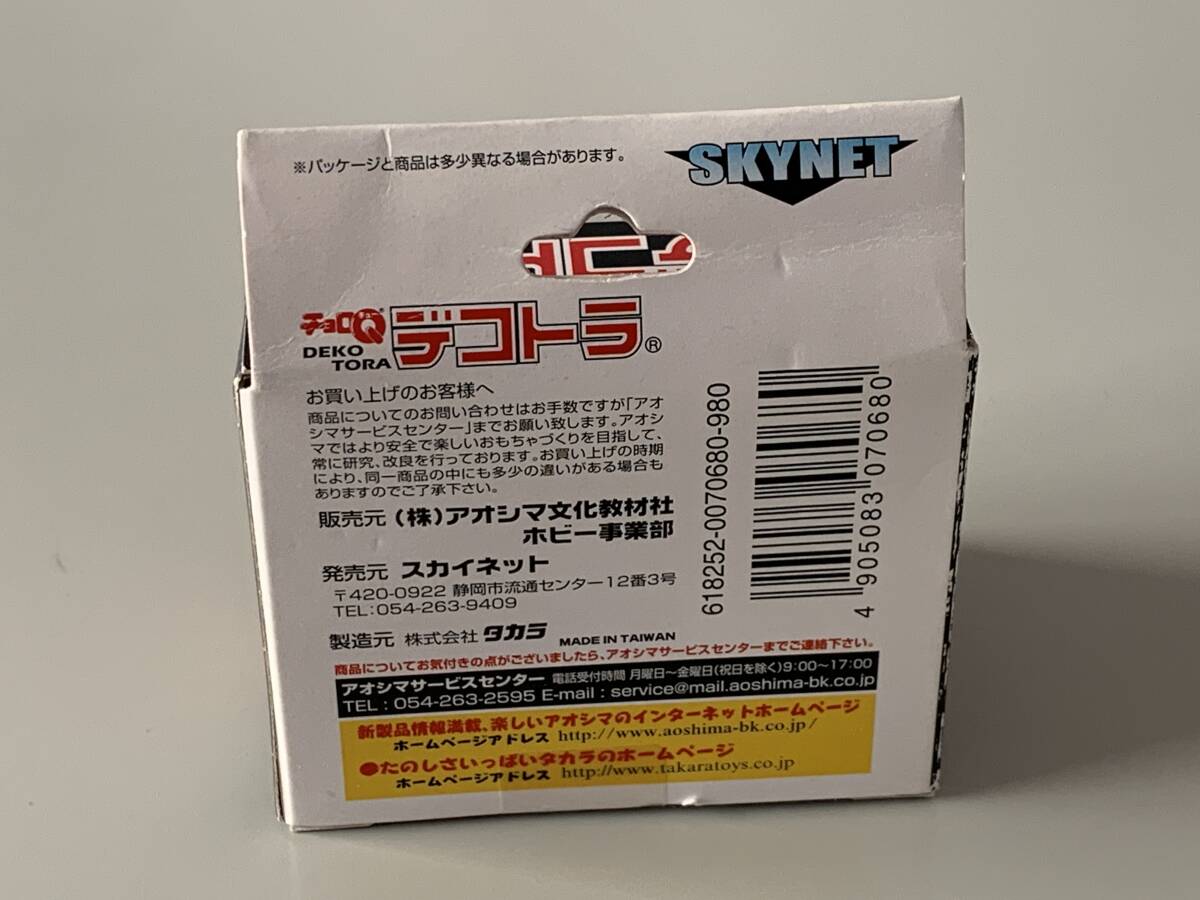 ※パッケージと商品は多少異なる場合があります。
SKYNET
チョロQ
DEKO
TORA
デコトラ®
お買い上げのお客様へ
商品についてのお問い合わせはお手数ですが「アオ
シマサービスセンター」までお願い致します。アオシ
マではより安全で楽しいおもちゃづくりを目指して、
常に研究、改良を行っております。お買い上げの時期
により、同一商品の中にも多少の違いがある場合も
ありますのでご了承下さい。
販売元 (株)アオシマ文化教材社
ホビー事業部
発売元 スカイネット
〒420-0922 静岡市流通センター12番3号
TEL:054-263-9409
製造元 株式会社 タカラ MADE IN TAIWAN
618252-0070680-980
4 905083 070680
商品についてお気付きの点がございましたら、アオシマサービスセンターまでご連絡下さい。
アオシマサービスセンター 電話受付時間 月曜日～金曜日(祝日を除く)9:00～17:00
TEL : 054-263-2595 E-mail : service@mail.aoshima-bk.co.jp
新製品情報満載、楽しいアオシマのインターネットホームページ
ホームページアドレス http://www.aoshima-bk.co.jp/
●たのしさいっぱいタカラのホームページ
ホームページアドレス http://www.takaratoys.co.jp